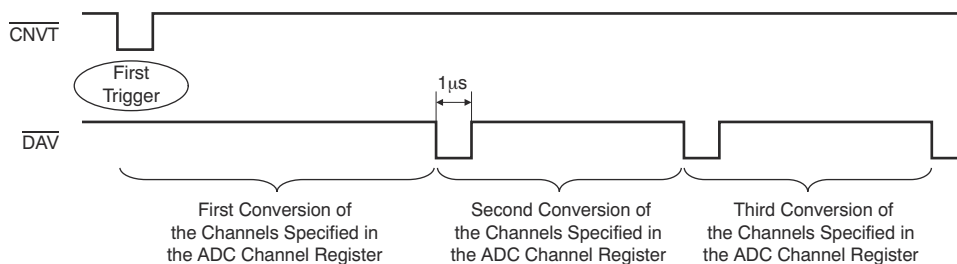 CNVT
First
Trigger
1μs
DAV
First Conversion of
the Channels Specified in
the ADC Channel Register
Second Conversion of
the Channels Specified in
the ADC Channel Register
Third Conversion of
the Channels Specified in
the ADC Channel Register